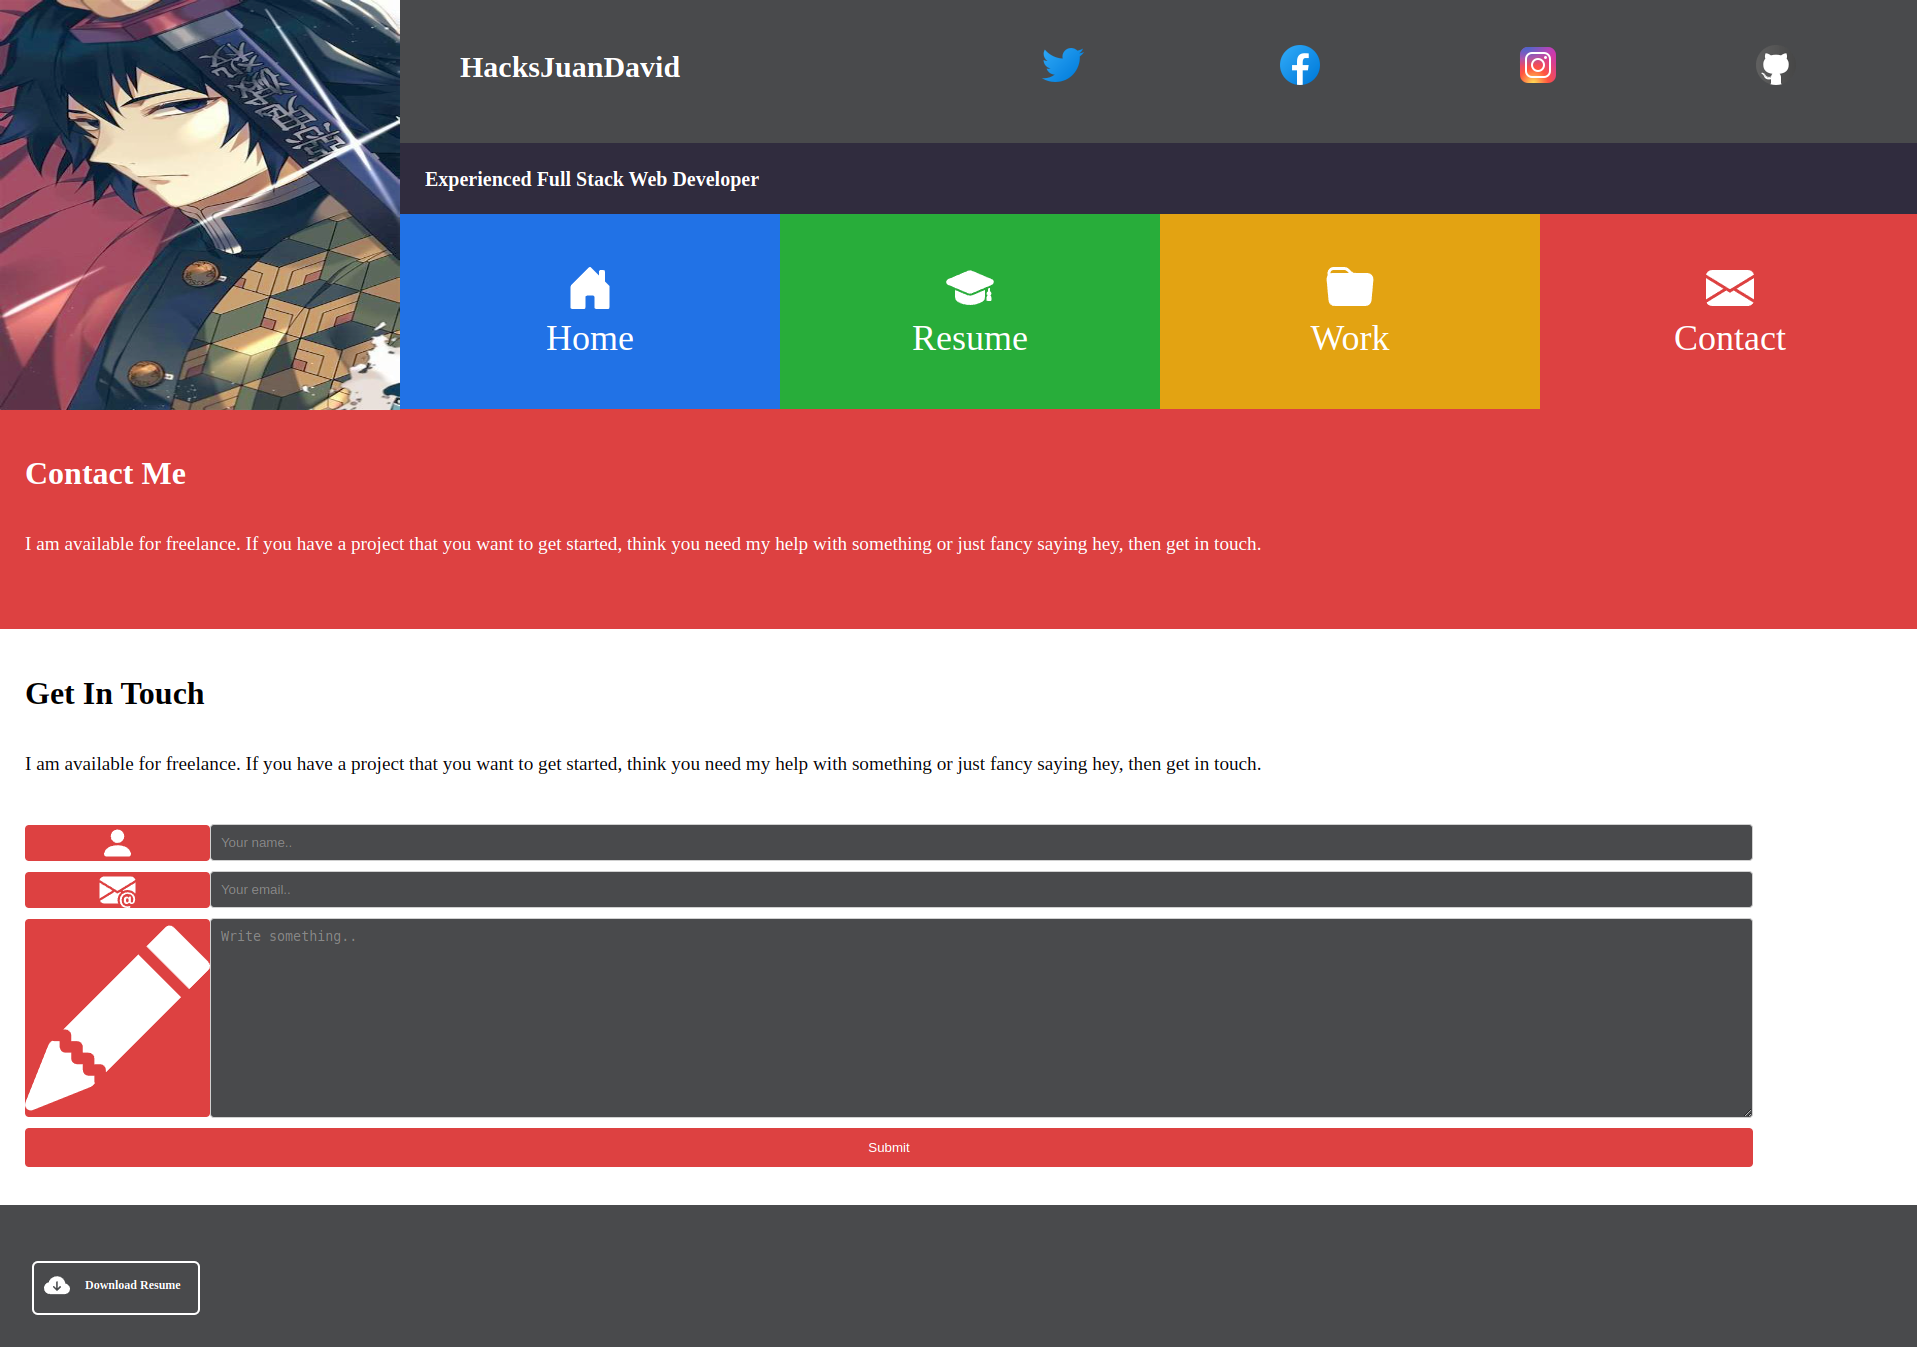 HacksJuanDavid
Experienced Full Stack Web Developer
Home
Resume
Work
Contact
Contact Me
I am available for freelance. If you have a project that you want to get started, think you need my help with something or just fancy saying hey, then get in touch.
Get In Touch
I am available for freelance. If you have a project that you want to get started, think you need my help with something or just fancy saying hey, then get in touch.
Your name..
@
Your email..
Write something..
Submit
Download Resume